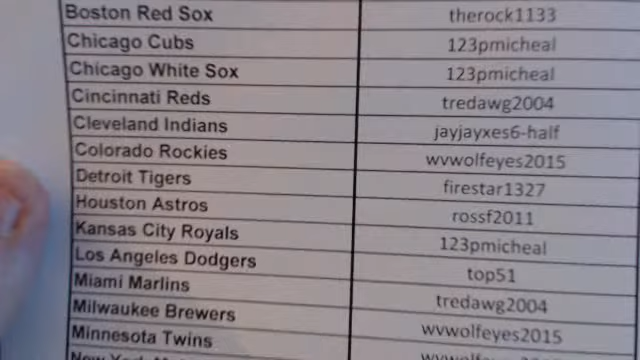 Boston Red Sox therock1133
Chicago Cubs 123pmicheal
Chicago White Sox 123pmicheal
Cincinnati Reds tredawg2004
Cleveland Indians jayjayxes6-half
Colorado Rockies wvwolfeyes2015
Detroit Tigers firestar1327
Houston Astros rossf2011
Kansas City Royals 123pmicheal
Los Angeles Dodgers top51
Miami Marlins tredawg2004
Milwaukee Brewers wvwolfeyes2015
Minnesota Twins